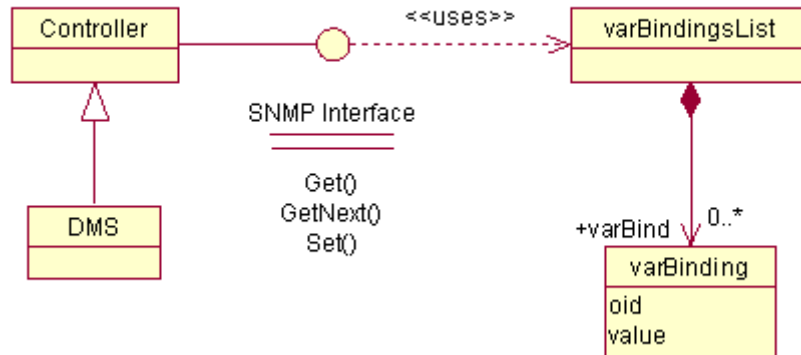 Controller
<<uses>>
varBindingsList
SNMP Interface
Get()
GetNext()
Set()
DMS
+varBind
0..*
varBinding
oid
value